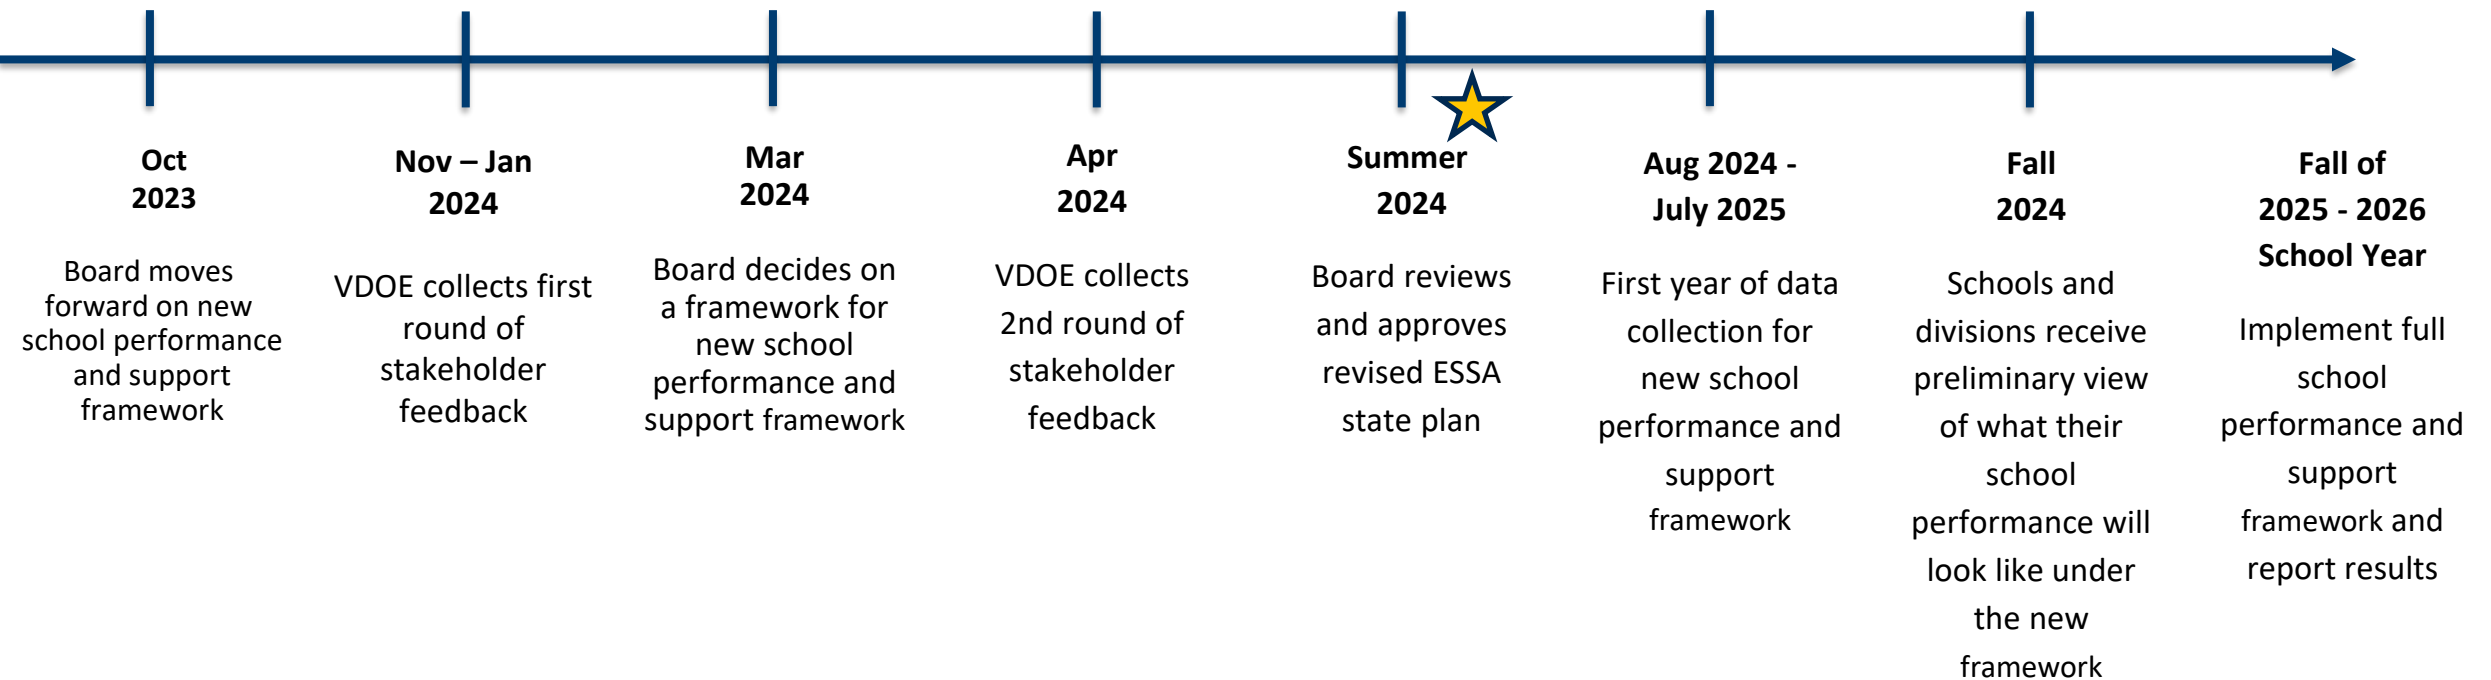 Oct
2023
Board moves
forward on new
school performance
and support
framework
Nov – Jan
2024
VDOE collects first
round of
stakeholder
feedback
Mar
2024
Board decides on
a framework for
new school
performance and
support framework
Apr
2024
VDOE collects
2nd round of
stakeholder
feedback
Summer
2024
Board reviews
and approves
revised ESSA
state plan
Aug 2024 -
July 2025
First year of data
collection for
new school
performance and
support
framework
Fall
2024
Schools and
divisions receive
preliminary view
of what their
school
performance will
look like under
the new
framework
Fall of
2025 - 2026
School Year
Implement full
school
performance and
support
framework and
report results